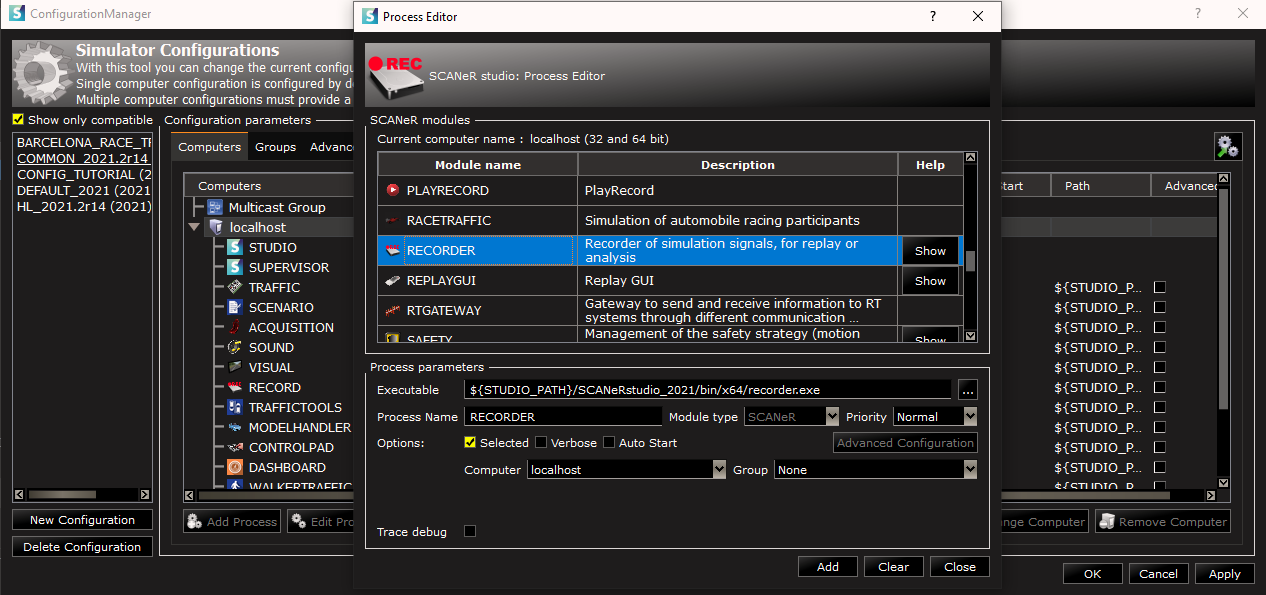 ConfigurationManager
Simulator Configurations
With this tool you can change the current configu
Single computer configuration is configured by d
Multiple computer configurations must provide a
Show only compatible
BARCELONA_RACE_TF
COMMON_2021.2r14
CONFIG_TUTORIAL (2
DEFAULT_2021 (2021)
HL_2021.2r14 (2021)
New Configuration
Delete Configuration
Configuration parameters
Computers Groups Advanc
Computers
Multicast Group
localhost
STUDIO
SUPERVISOR
TRAFFIC
SCENARIO
ACQUISITION
SOUND
VISUAL
RECORD
TRAFFICTOOLS
MODELHANDLER
CONTROLPAD
DASHBOARD
WALKERTRAFFIC
Add Process Edit Pro
Process Editor
?
REC
SCANeR studio: Process Editor
SCANeR modules
Current computer name : localhost (32 and 64 bit)
Module name Description Help
PLAYRECORD PlayRecord
RACETRAFFIC Simulation of automobile racing participants
RECORDER Recorder of simulation signals, for replay or analysis Show
REPLAYGUI Replay GUI Show
RTGATEWAY Gateway to send and receive information to RT systems through different communication ...
SAFETY Management of the safety strategy (motion Show
Process parameters
Executable ${STUDIO_PATH}/SCANeRstudio_2021/bin/x64/recorder.exe ...
Process Name RECORDER Module type SCANeR Priority Normal
Options: Selected Verbose Auto Start Advanced Configuration
Computer localhost Group None
Trace debug
Add Clear Close
?
tart Path Advanced
${STUDIO_P...
${STUDIO_P...
${STUDIO_P...
${STUDIO_P...
${STUDIO_P...
${STUDIO_P...
${STUDIO_P...
${STUDIO_P...
${STUDIO_P...
${STUDIO_P...
${STUDIO_P...
nge Computer Remove Computer
OK Cancel Apply